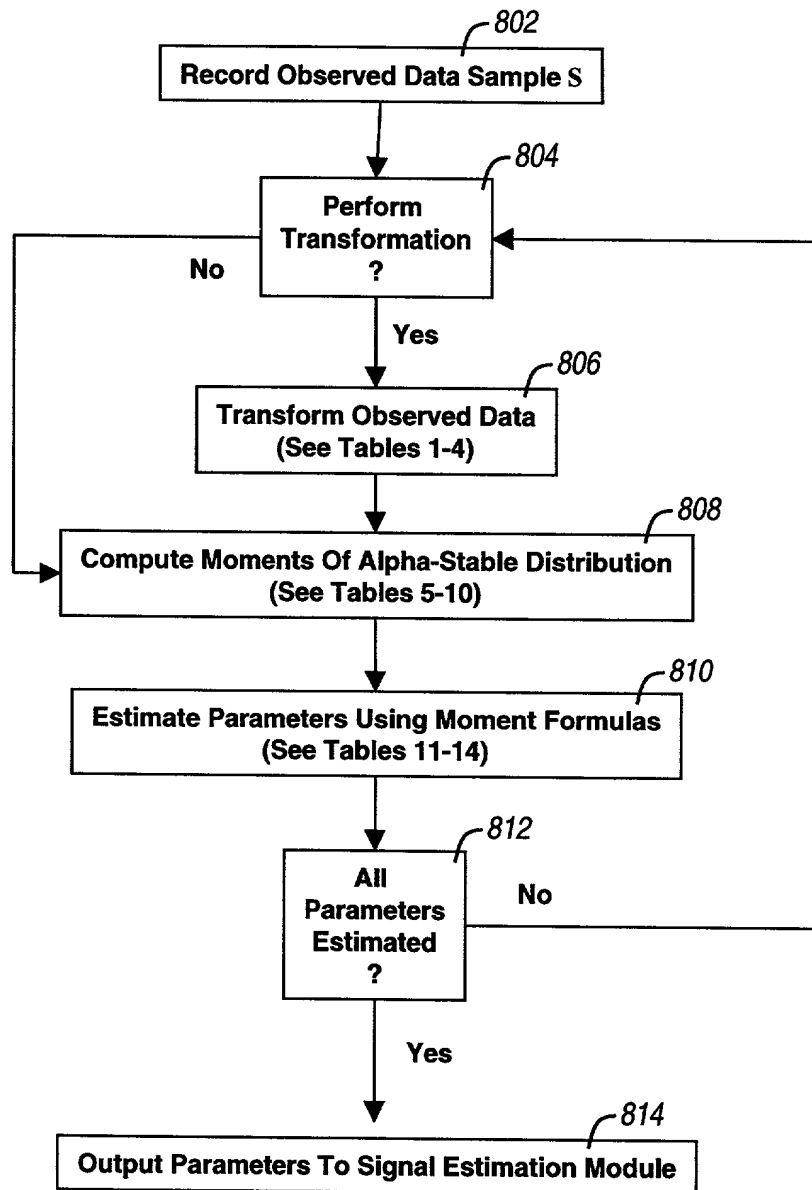 802
Record Observed Data Sample S
804
Perform
Transformation
?
No
Yes
806
Transform Observed Data
(See Tables 1-4)
808
Compute Moments Of Alpha-Stable Distribution
(See Tables 5-10)
810
Estimate Parameters Using Moment Formulas
(See Tables 11-14)
812
All
Parameters
Estimated
?
No
Yes
814
Output Parameters To Signal Estimation Module